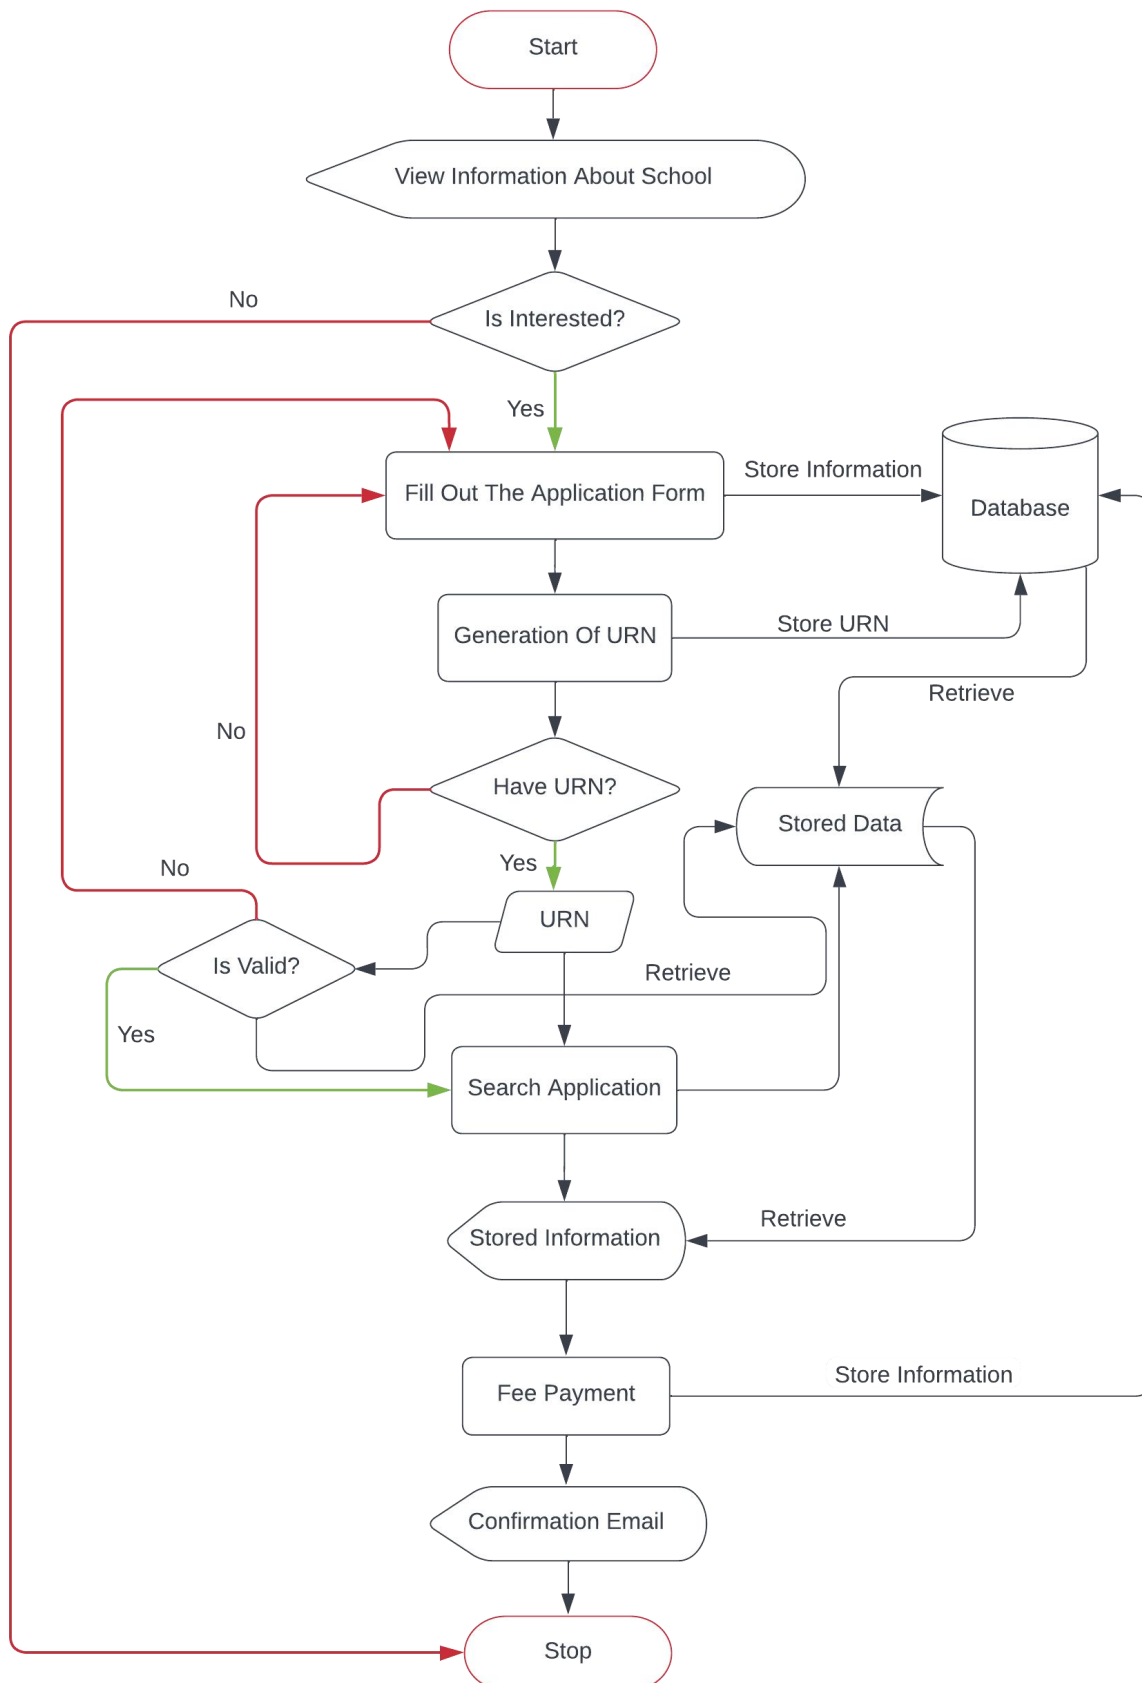 Start
View Information About School
No
Is Interested?
Yes
Store Information
Fill Out The Application Form
Database
Generation Of URN
Store URN
Retrieve
No
Have URN?
Stored Data
Yes
No
URN
Is Valid?
Retrieve
Yes
Search Application
Retrieve
Stored Information
Store Information
Fee Payment
Confirmation Email
Stop